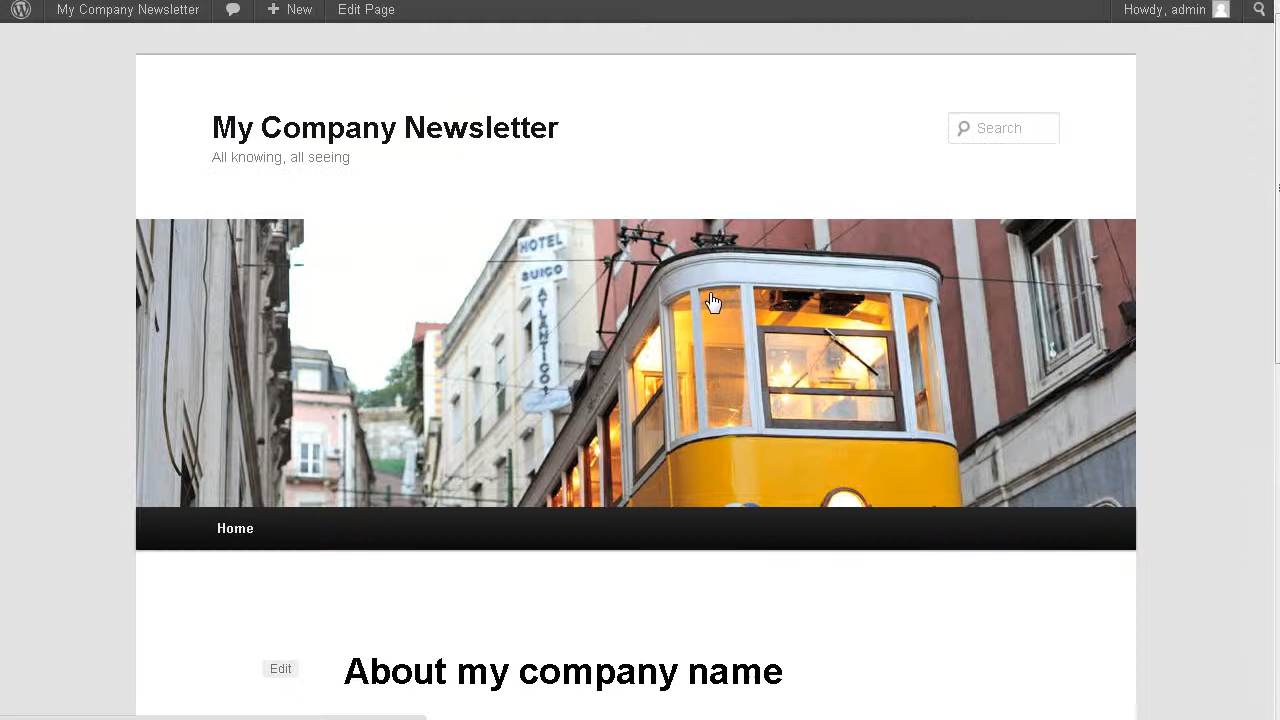 My Company Newsletter
New
Edit Page
Howdy, admin
My Company Newsletter
All knowing, all seeing
Search
HOTEL
SUIÇO
ATLANTICO
Home
Edit
About my company name